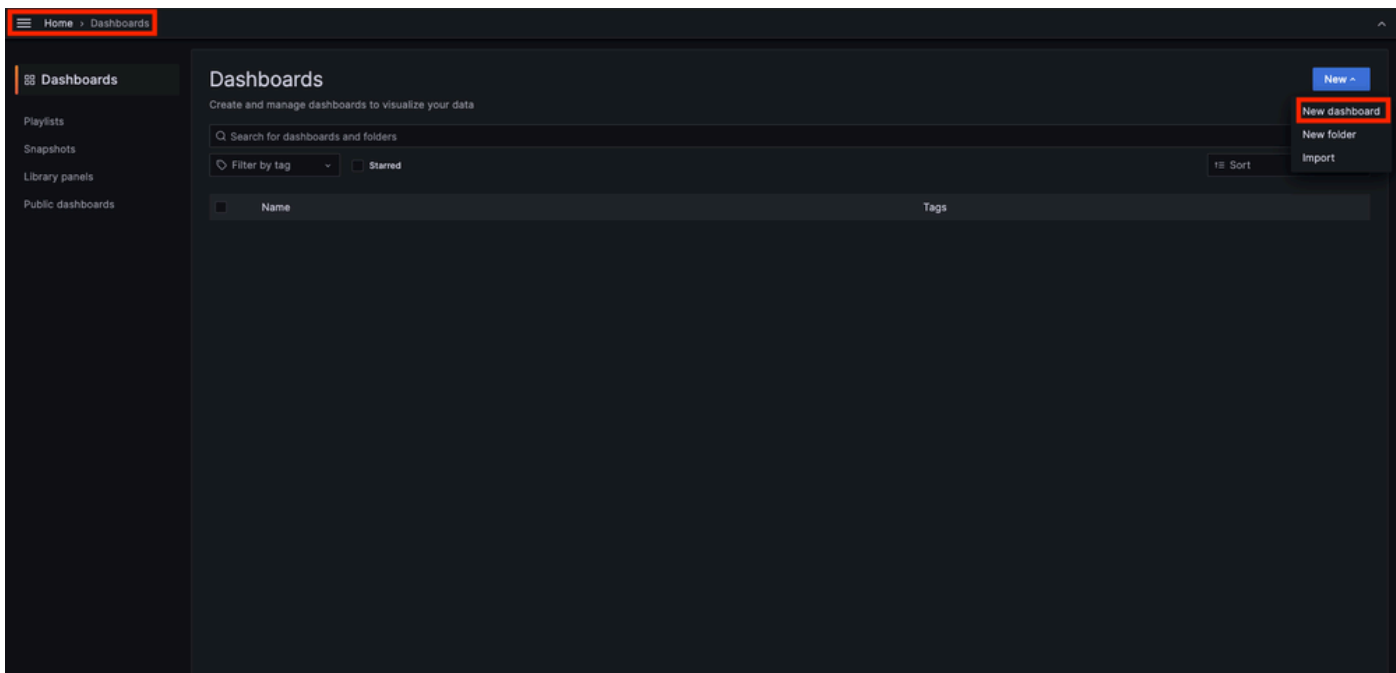 Home › Dashboards
Dashboards
Playlists
Snapshots
Library panels
Public dashboards
Dashboards
Create and manage dashboards to visualize your data
New
New dashboard
New folder
Import
Search for dashboards and folders
Filter by tag
Starred
Sort
Name Tags